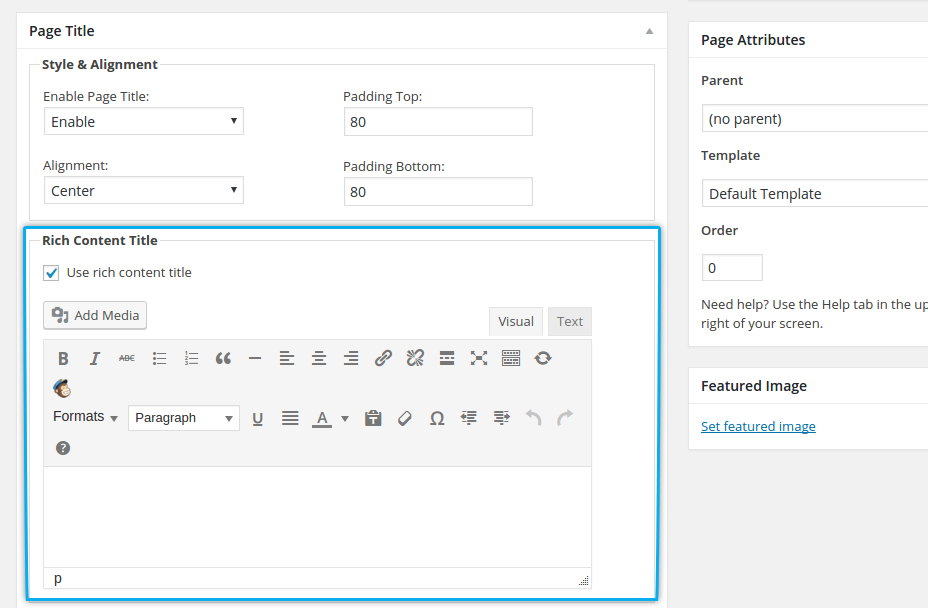 Page Title
Style & Alignment
Enable Page Title:
Enable
Padding Top:
80
Alignment:
Center
Padding Bottom:
80
Rich Content Title
Use rich content title
Add Media
Visual
Text
B
I
ABC
Formats
Paragraph
U
A
Ω
?
p
Page Attributes
Parent
(no parent)
Template
Default Template
Order
0
Need help? Use the Help tab in the up
right of your screen.
Featured Image
Set featured image